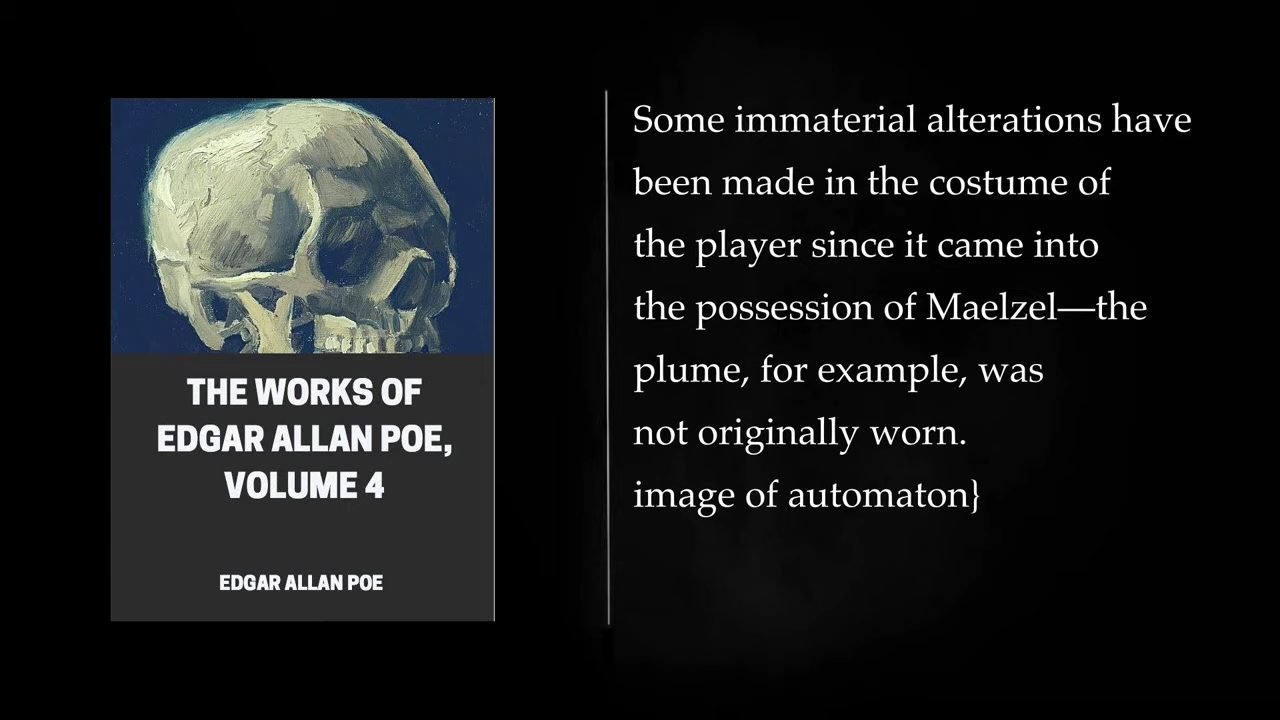 THE WORKS OF
EDGAR ALLAN POE,
VOLUME 4
EDGAR ALLAN POE
Some immaterial alterations have
been made in the costume of
the player since it came into
the possession of Maelzel—the
plume, for example, was
not originally worn.
image of automaton}